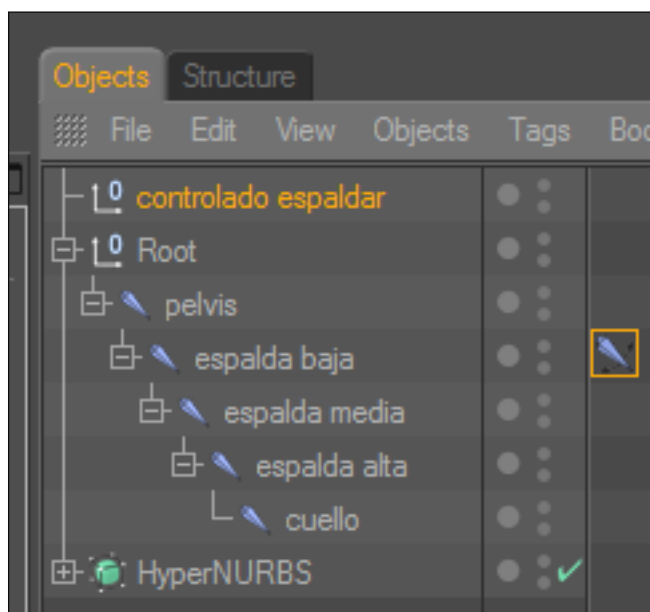 Objects Structure
File Edit View Objects Tags Boo
controlado espaldar
Root
pelvis
espalda baja
espalda media
espalda alta
cuello
HyperNURBS